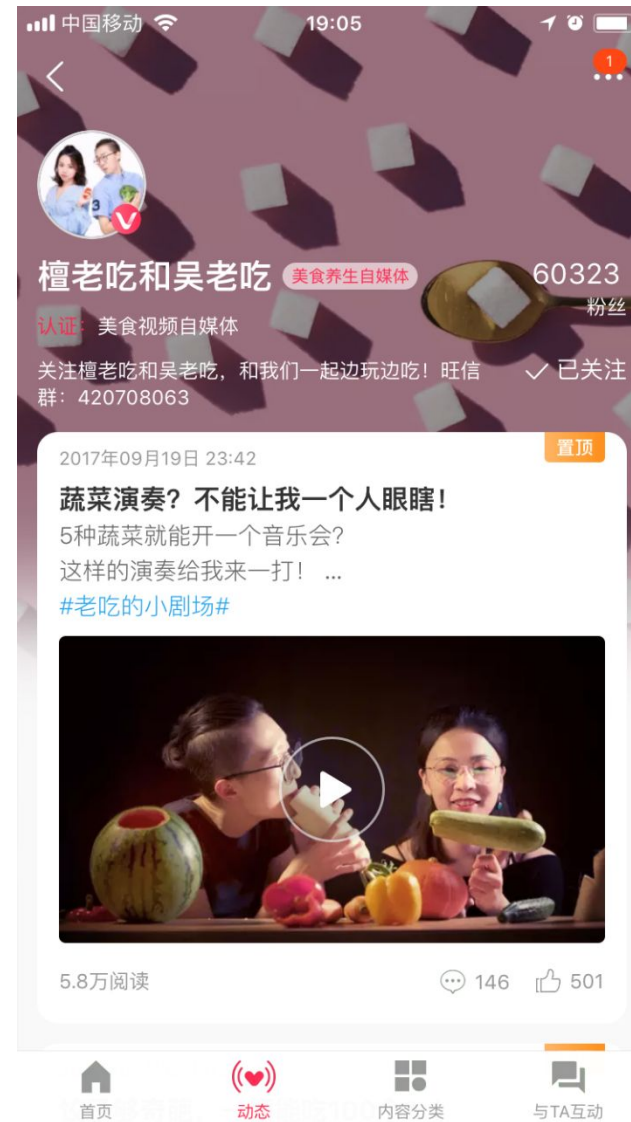 中国移动
19:05
1
檀老吃和吴老吃
美食养生自媒体
60323
粉丝
认证：美食视频自媒体
关注檀老吃和吴老吃，和我们一起边玩边吃！旺信
群：420708063
已关注
2017年09月19日 23:42
置顶
蔬菜演奏？不能让我一个人眼瞎！
5种蔬菜就能开一个音乐会？
这样的演奏给我来一打！ ...
#老吃的小剧场#
5.8万阅读
146
501
首页
动态
内容分类
与TA互动